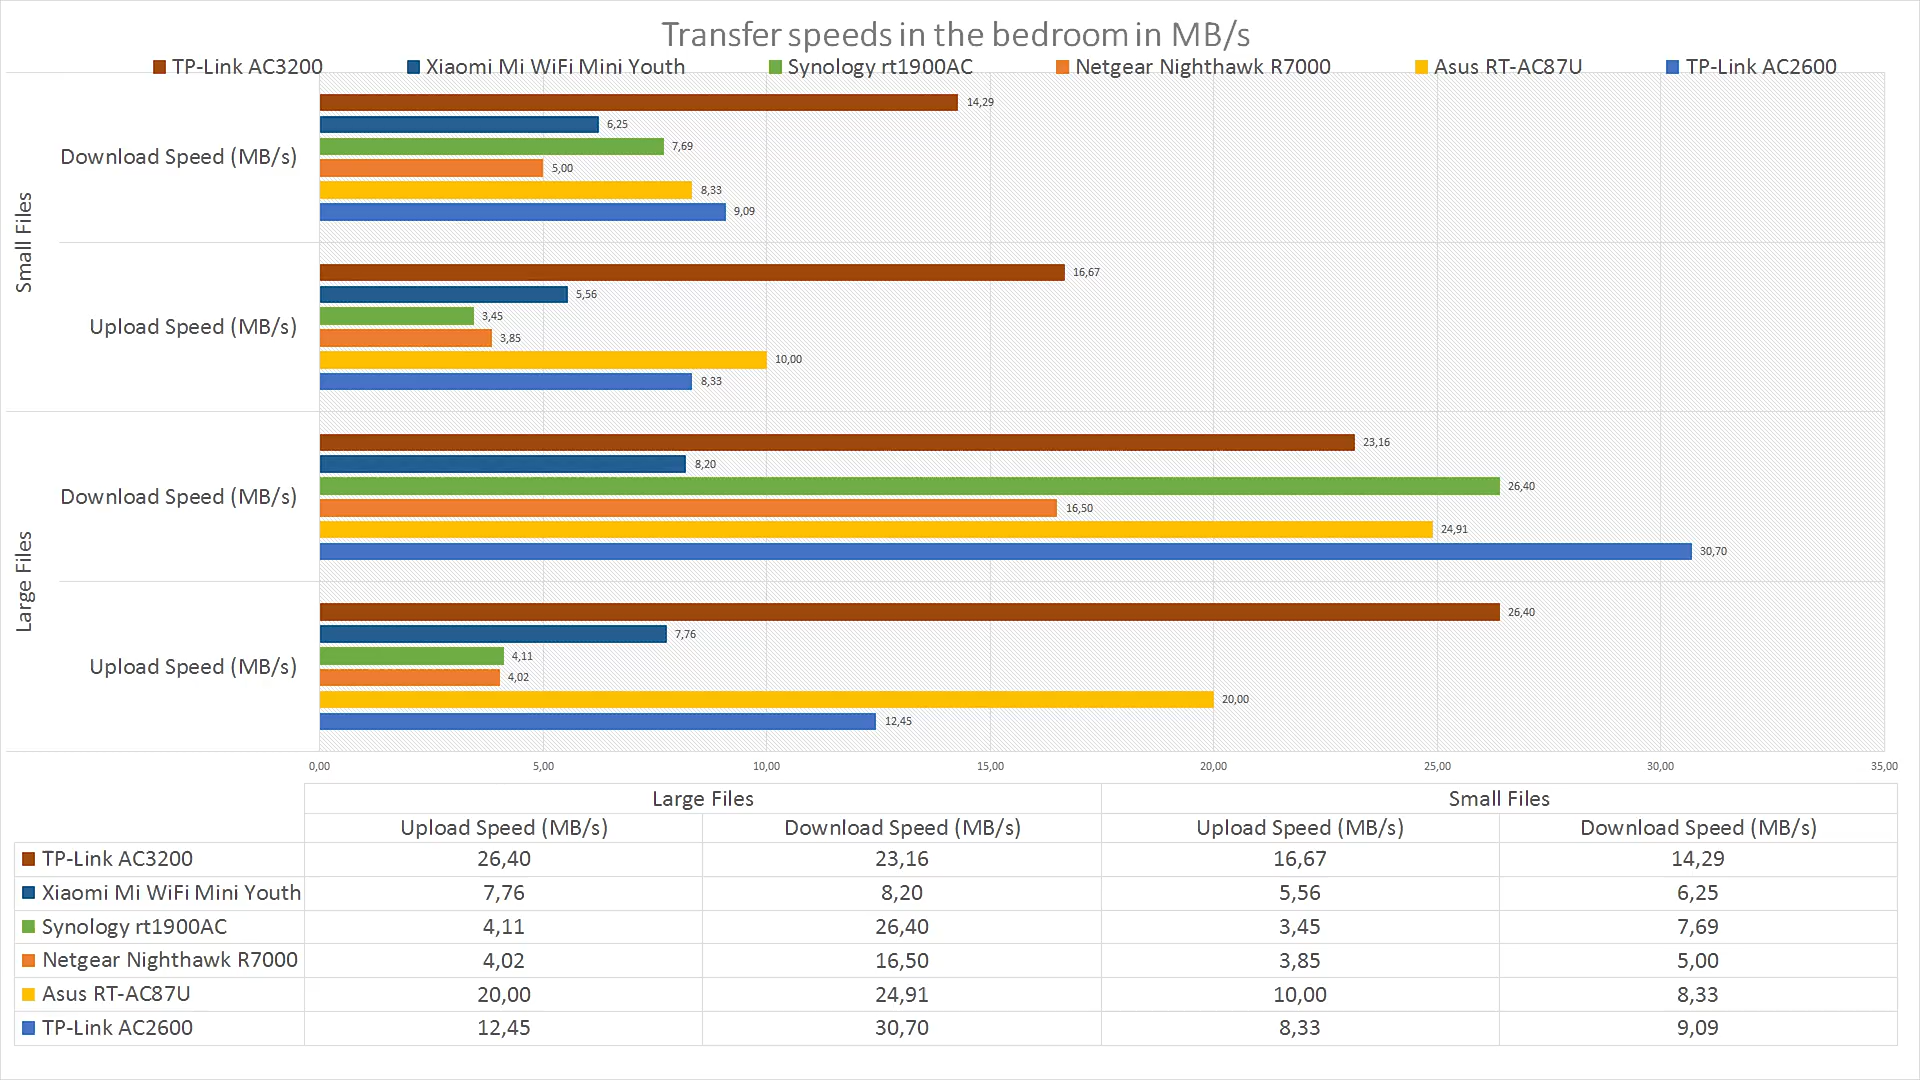 Transfer speeds in the bedroom in MB/s
TP-Link AC3200 Xiaomi Mi WiFi Mini Youth Synology rt1900AC Netgear Nighthawk R7000 Asus RT-AC87U TP-Link AC2600
Small Files
Download Speed (MB/s)
14,29
6,25
7,69
5,00
8,33
9,09
Upload Speed (MB/s)
16,67
5,56
3,45
3,85
10,00
8,33
Large Files
Download Speed (MB/s)
23,16
8,20
26,40
16,50
24,91
30,70
Upload Speed (MB/s)
26,40
7,76
4,11
4,02
20,00
12,45
0,00 5,00 10,00 15,00 20,00 25,00 30,00 35,00
Large Files Small Files
Upload Speed (MB/s) Download Speed (MB/s) Upload Speed (MB/s) Download Speed (MB/s)
TP-Link AC3200 26,40 23,16 16,67 14,29
Xiaomi Mi WiFi Mini Youth 7,76 8,20 5,56 6,25
Synology rt1900AC 4,11 26,40 3,45 7,69
Netgear Nighthawk R7000 4,02 16,50 3,85 5,00
Asus RT-AC87U 20,00 24,91 10,00 8,33
TP-Link AC2600 12,45 30,70 8,33 9,09